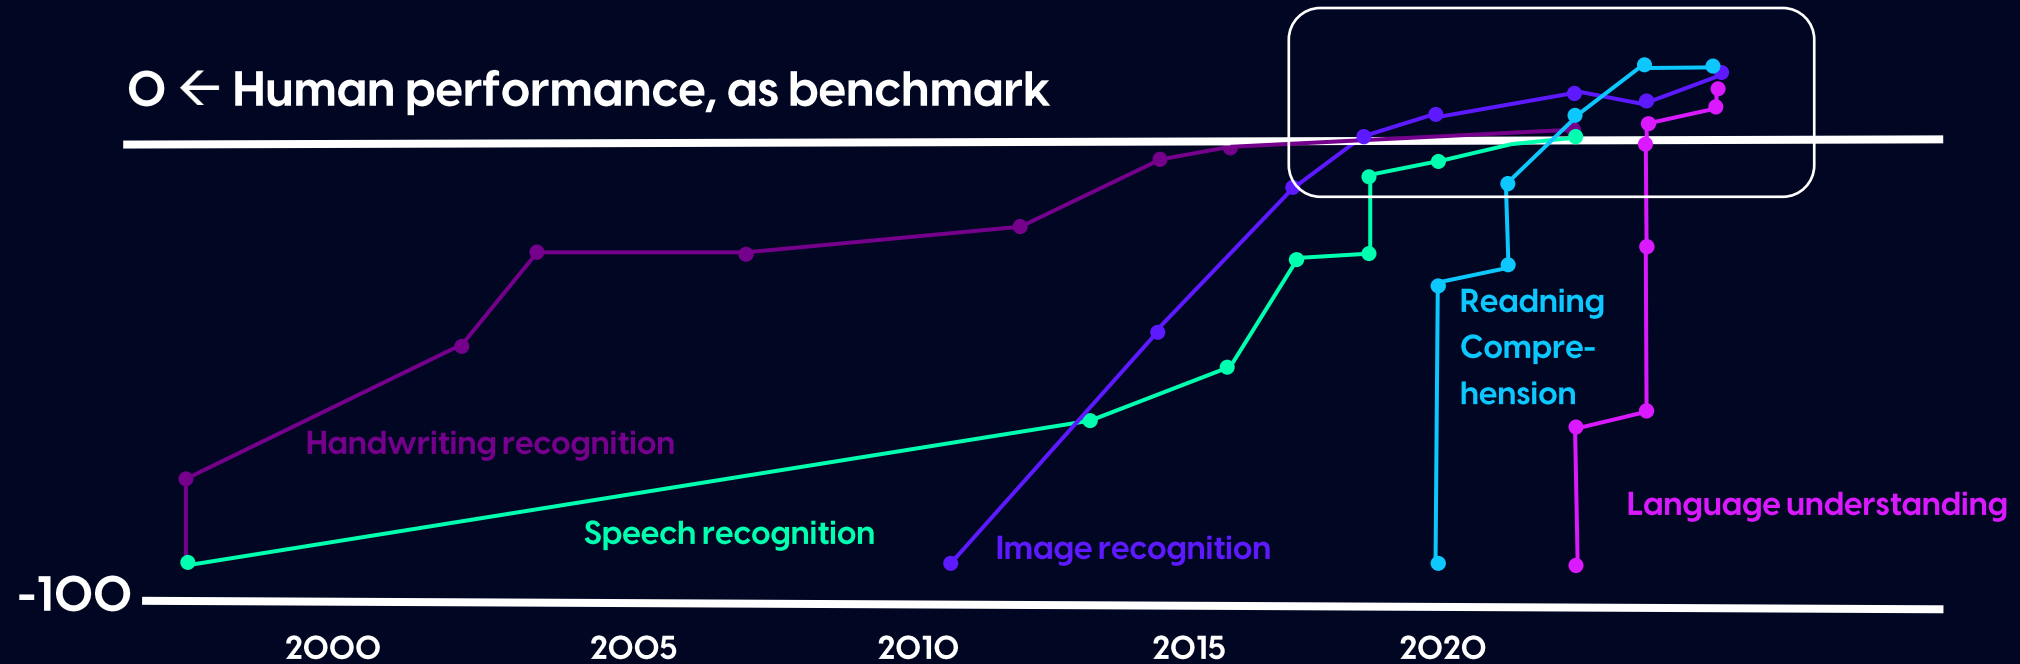 0 ← Human performance, as benchmark
Readning
Compre-
hension
Handwriting recognition
Language understanding
Speech recognition
Image recognition
-100
2000 2005 2010 2015 2020